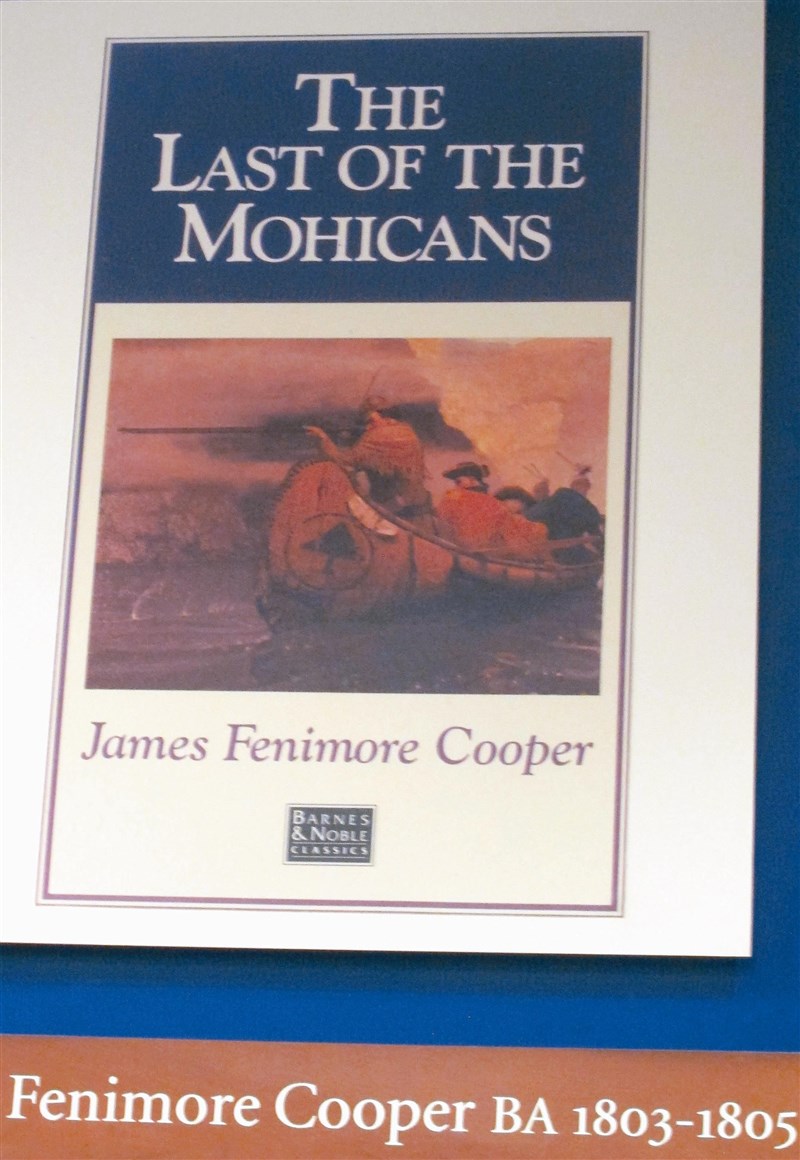 THE
LAST OF THE
MOHICANS
James Fenimore Cooper
BARNES
& NOBLE
CLASSICS
Fenimore Cooper BA 1803-1805